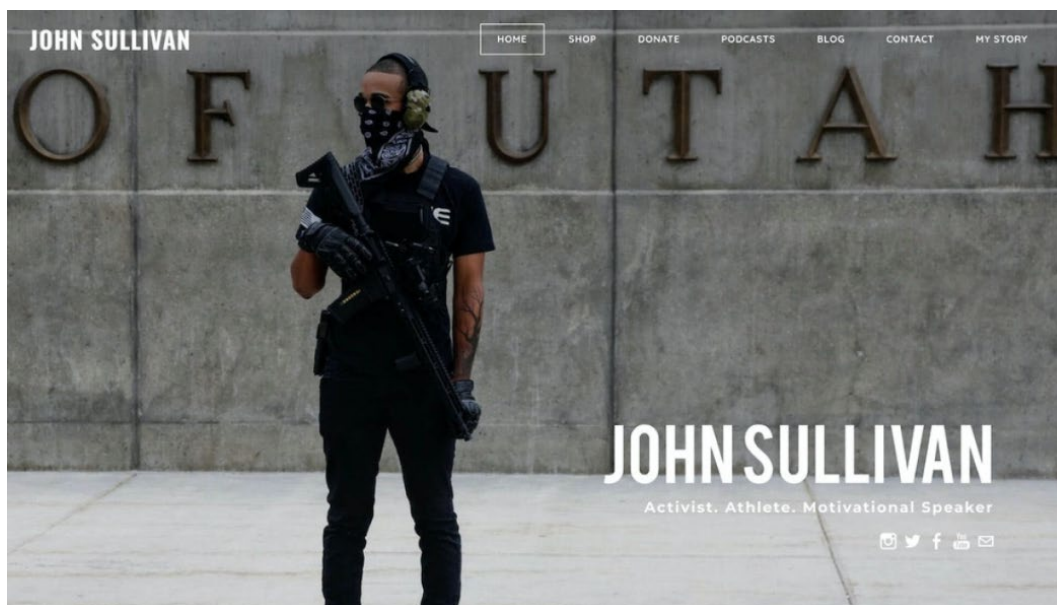 JOHN SULLIVAN
HOME SHOP DONATE PODCASTS BLOG CONTACT MY STORY
OF UTAH
JOHN SULLIVAN
Activist. Athlete. Motivational Speaker